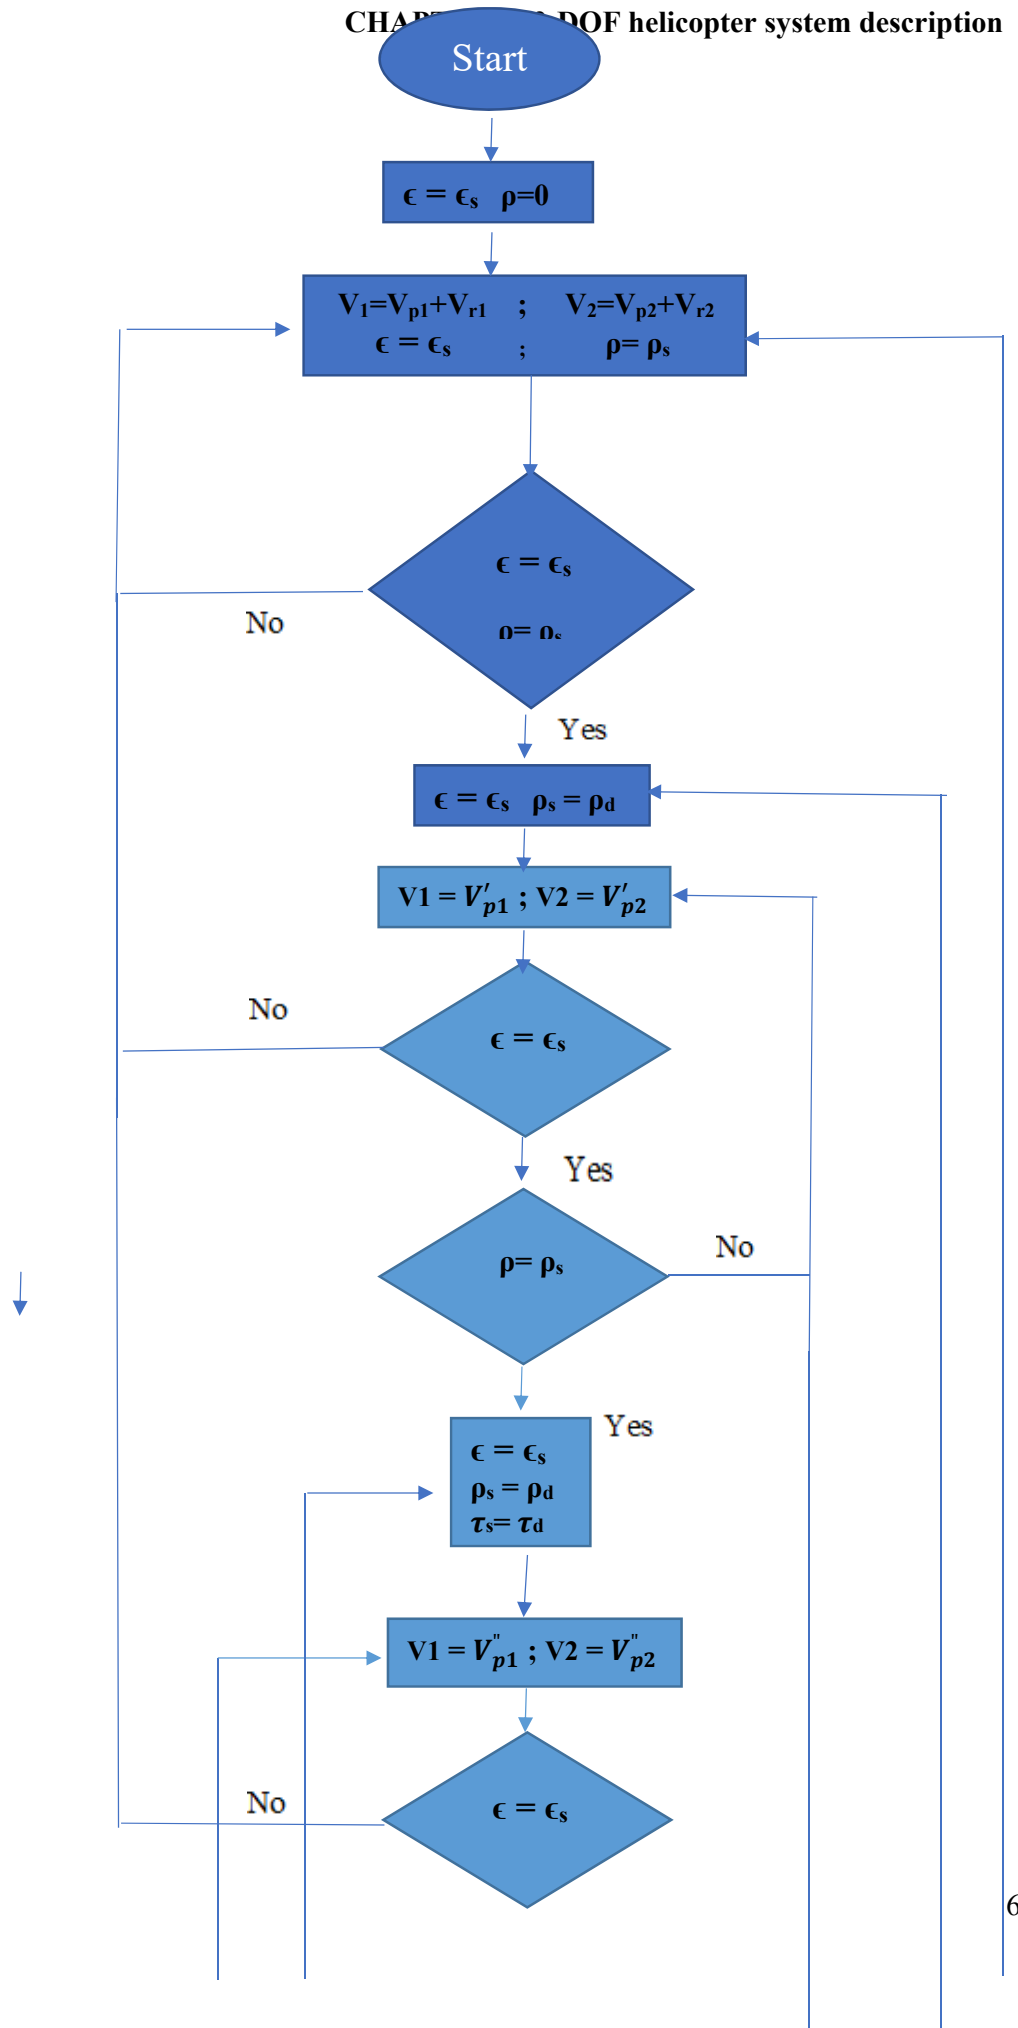 DOF helicopter system description
Start
ϵ = ϵs ρ=0
V1=Vp1+Vr1 ; V2=Vp2+Vr2
ϵ = ϵs ; ρ= ρs
ϵ = ϵs
ρ= ρs
No
Yes
ϵ = ϵs ρs = ρd
V1 = V′p1 ; V2 = V′p2
No
ϵ = ϵs
Yes
ρ= ρs
No
Yes
ϵ = ϵs
ρs = ρd
τs= τd
V1 = V"p1 ; V2 = V"p2
No
ϵ = ϵs
6